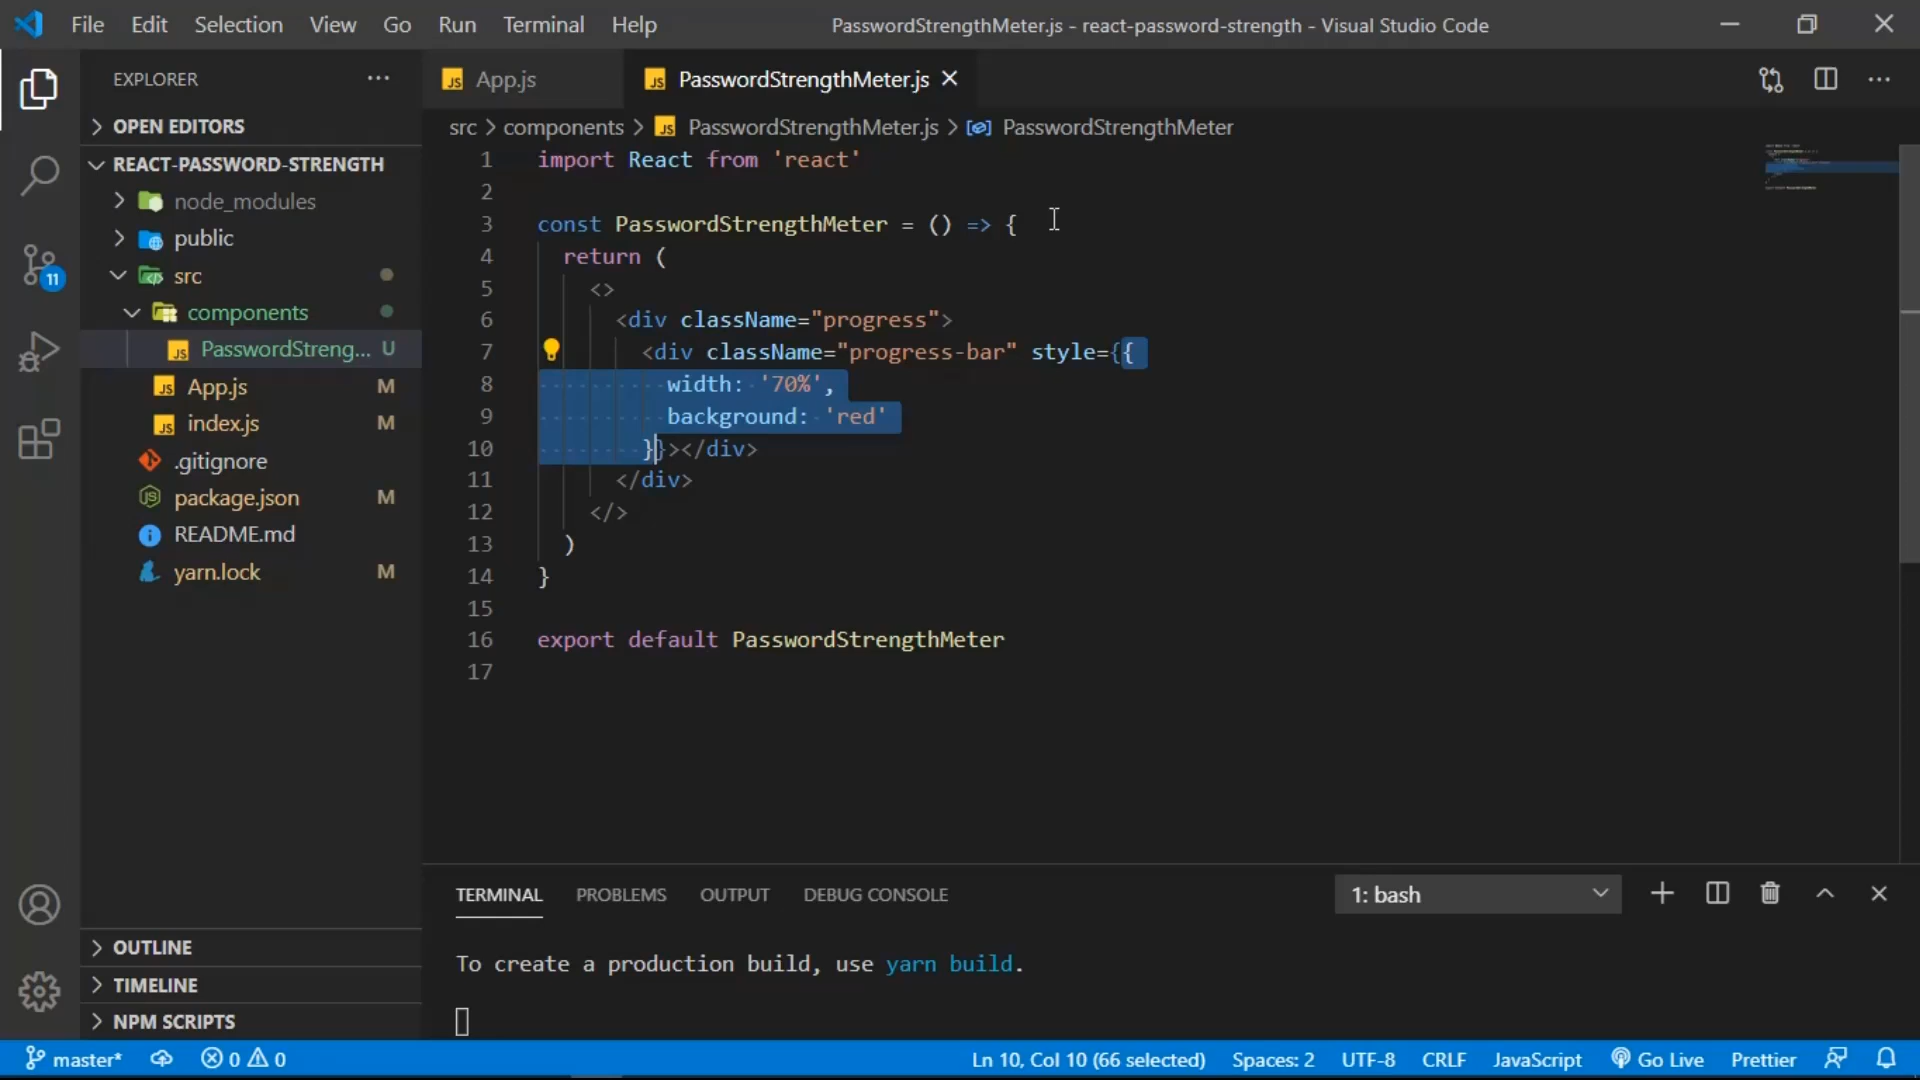 File Edit Selection View Go Run Terminal Help PasswordStrengthMeter.js - react-password-strength - Visual Studio Code
EXPLORER ···
OPEN EDITORS
REACT-PASSWORD-STRENGTH
node_modules
public
src
components
PasswordStreng... U
App.js M
index.js M
.gitignore
package.json M
README.md
yarn.lock M
OUTLINE
TIMELINE
NPM SCRIPTS
11
App.js PasswordStrengthMeter.js
src > components > PasswordStrengthMeter.js > PasswordStrengthMeter
1 import React from 'react'
2
3 const PasswordStrengthMeter = () => {
4 return (
5 <>
6 <div className="progress">
7 <div className="progress-bar" style={{
8 width: '70%',
9 background: 'red'
10 }}></div>
11 </div>
12 </>
13 )
14 }
15
16 export default PasswordStrengthMeter
17
TERMINAL PROBLEMS OUTPUT DEBUG CONSOLE 1: bash
To create a production build, use yarn build.
master* 0 0 Ln 10, Col 10 (66 selected) Spaces: 2 UTF-8 CRLF JavaScript Go Live Prettier